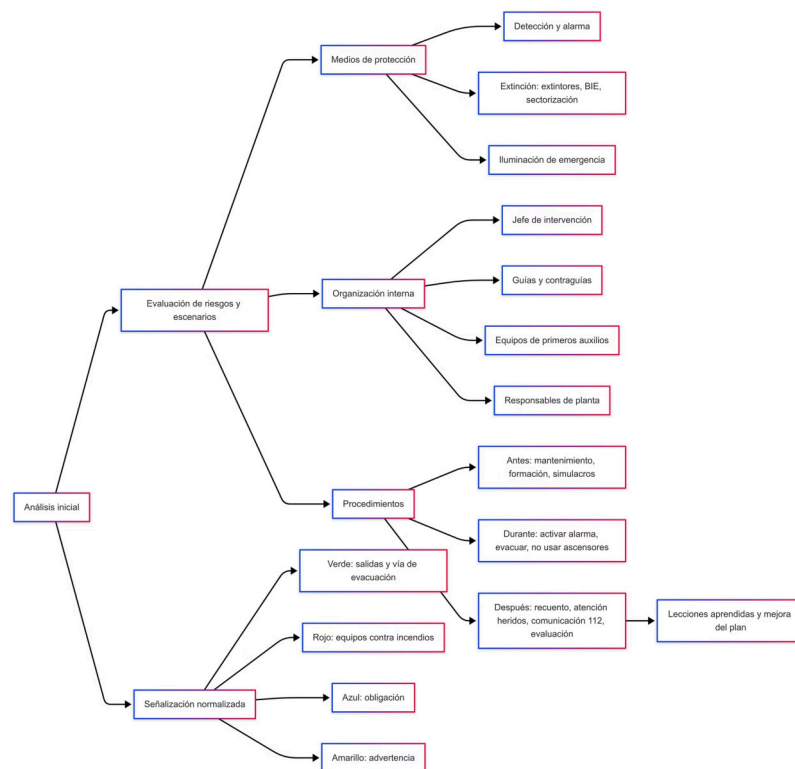 Detección y alarma
Medios de protección
Extinción: extintores, BIE,
sectorización
Iluminación de emergencia
Jefe de intervención
Guías y contraguías
Evaluación de riesgos y
escenarios
Organización interna
Equipos de primeros auxilios
Responsables de planta
Antes: mantenimiento,
formación, simulacros
Análisis inicial
Procedimientos
Durante: activar alarma,
evacuar, no usar ascensores
Verde: salidas y vía de
evacuación
Después: recuento, atención
heridos, comunicación 112,
evaluación
Lecciones aprendidas y mejora
del plan
Rojo: equipos contra incendios
Señalización normalizada
Azul: obligación
Amarillo: advertencia